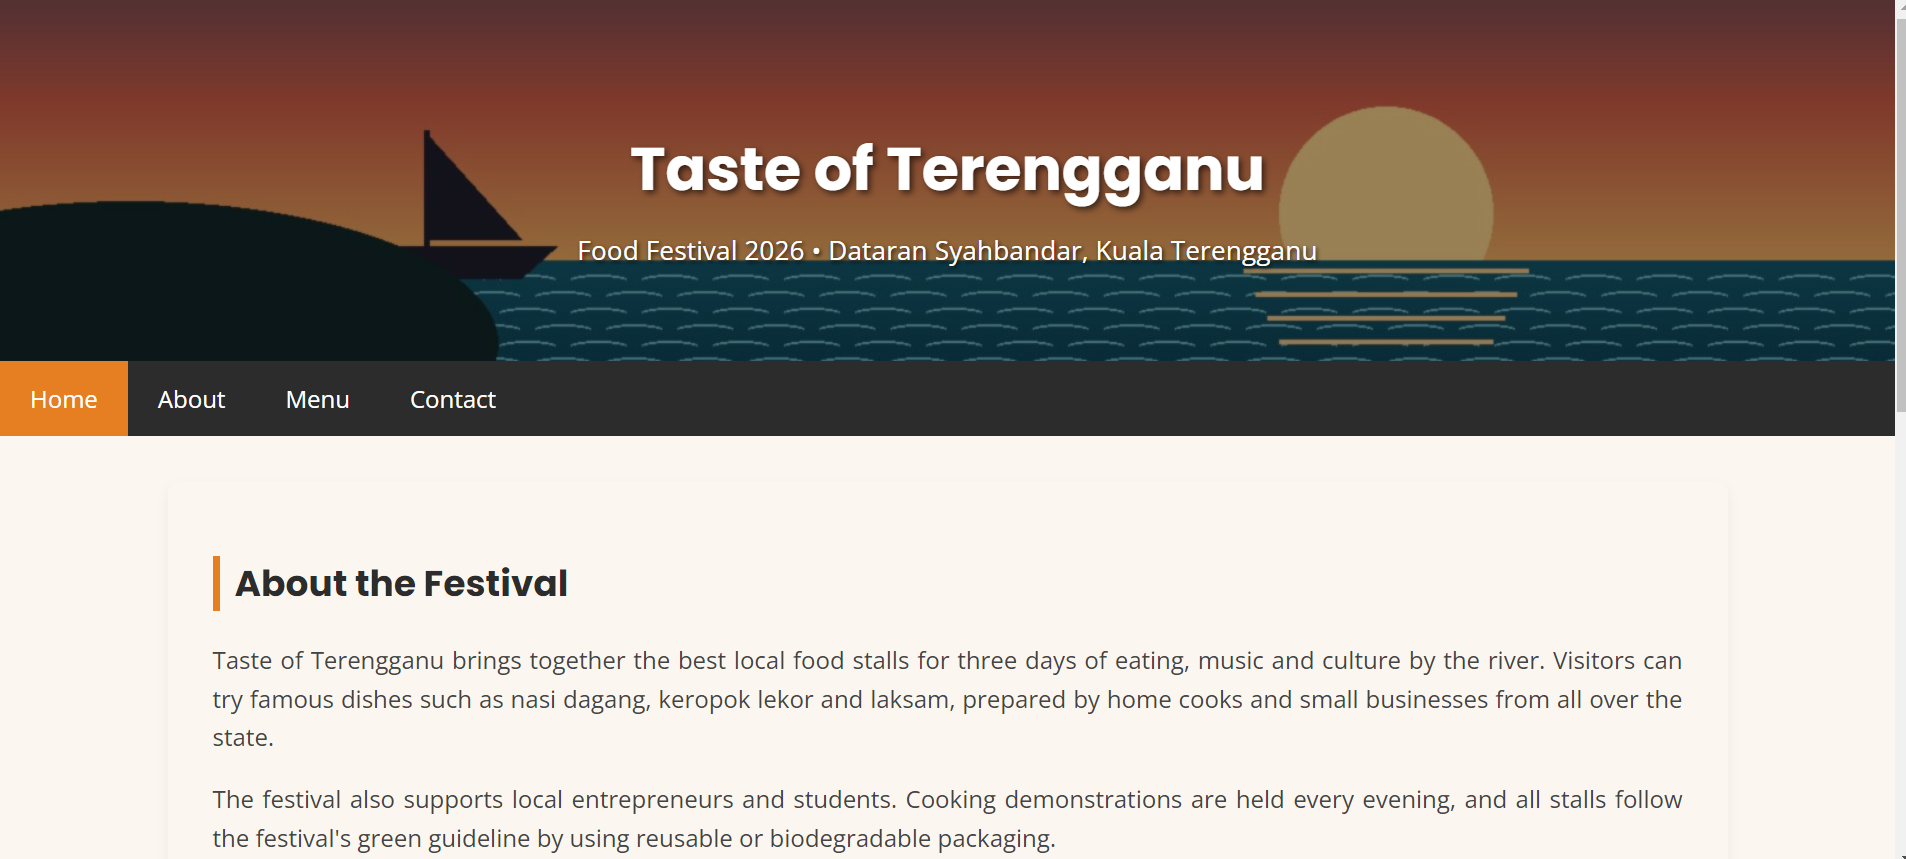 Taste of Terengganu
Food Festival 2026 • Dataran Syahbandar, Kuala Terengganu
Home About Menu Contact
About the Festival
Taste of Terengganu brings together the best local food stalls for three days of eating, music and culture by the river. Visitors can
try famous dishes such as nasi dagang, keropok lekor and laksam, prepared by home cooks and small businesses from all over the
state.
The festival also supports local entrepreneurs and students. Cooking demonstrations are held every evening, and all stalls follow
the festival's green guideline by using reusable or biodegradable packaging.